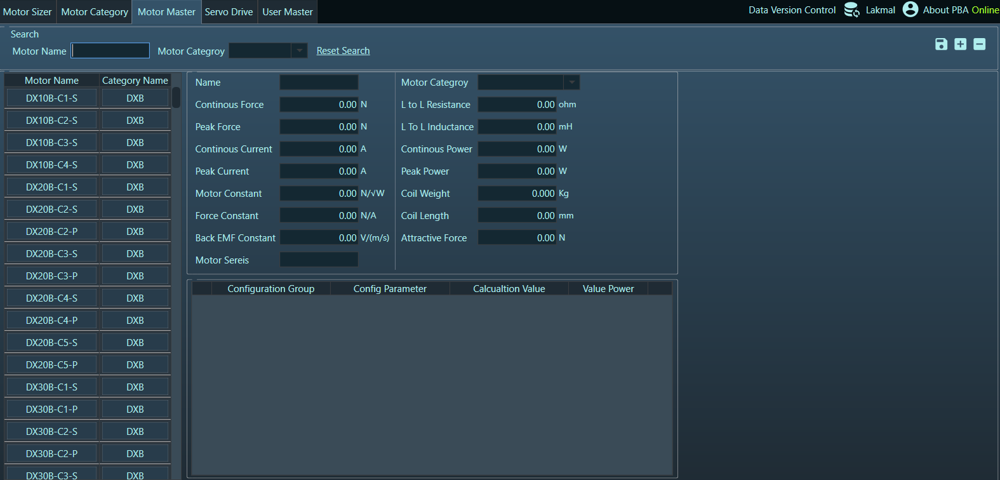 Motor Sizer Motor Category Motor Master Servo Drive User Master Data Version Control Lakmal About PBA Online
Search
Motor Name Motor Categroy Reset Search
Motor Name Category Name
DX10B-C1-S DXB
DX10B-C2-S DXB
DX10B-C3-S DXB
DX10B-C4-S DXB
DX20B-C1-S DXB
DX20B-C2-S DXB
DX20B-C2-P DXB
DX20B-C3-S DXB
DX20B-C3-P DXB
DX20B-C4-S DXB
DX20B-C4-P DXB
DX20B-C5-S DXB
DX20B-C5-P DXB
DX30B-C1-S DXB
DX30B-C1-P DXB
DX30B-C2-S DXB
DX30B-C2-P DXB
DX30B-C3-S DXB
Name
Continous Force 0.00 N
Peak Force 0.00 N
Continous Current 0.00 A
Peak Current 0.00 A
Motor Constant 0.00 N/√W
Force Constant 0.00 N/A
Back EMF Constant 0.00 V/(m/s)
Motor Sereis
Motor Categroy
L to L Resistance 0.00 ohm
L To L Inductance 0.00 mH
Continous Power 0.00 W
Peak Power 0.00 W
Coil Weight 0.000 Kg
Coil Length 0.00 mm
Attractive Force 0.00 N
Configuration Group Config Parameter Calcualtion Value Value Power